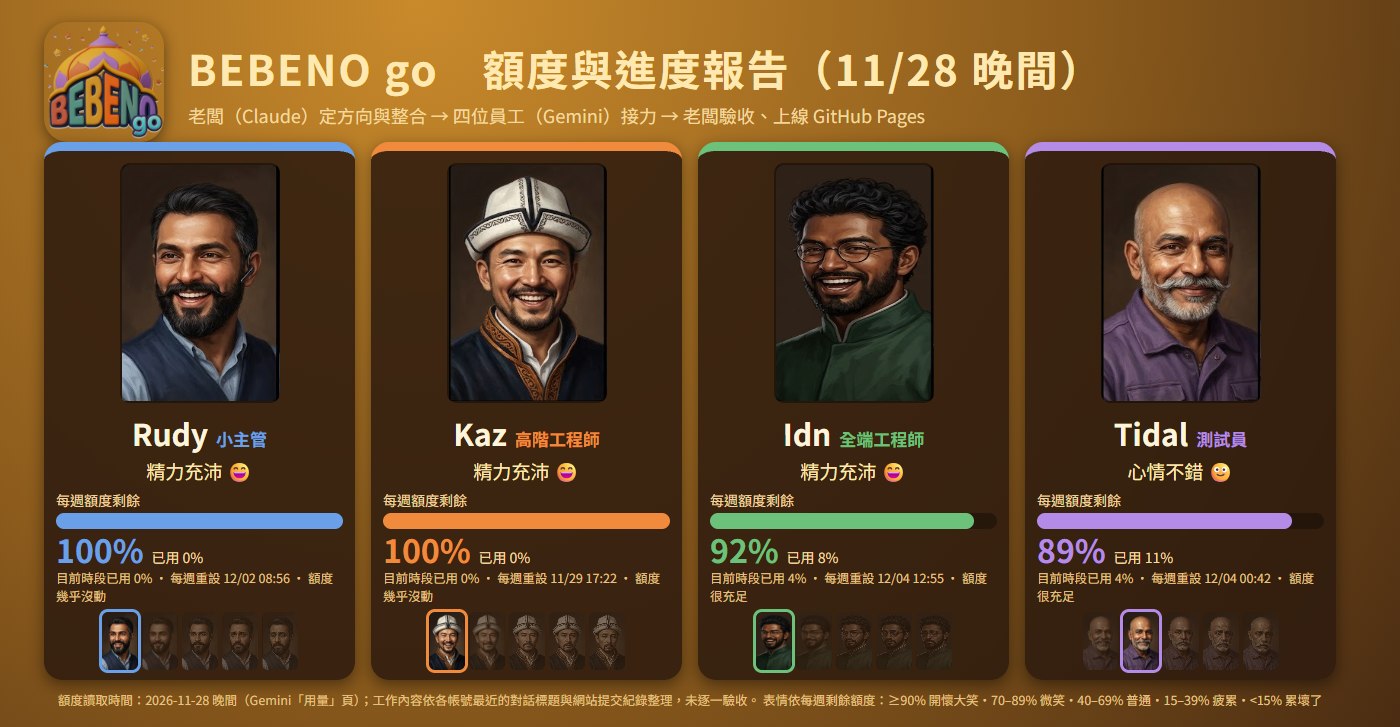 BEBENO go
BEBENO go 額度與進度報告（11/28 晚間）
老闆（Claude）定方向與整合 → 四位員工（Gemini）接力 → 老闆驗收、上線 GitHub Pages
Rudy 小主管
精力充沛 😄
每週額度剩餘
100% 已用 0%
目前時段已用 0% · 每週重設 12/02 08:56 · 額度
幾乎沒動
Kaz 高階工程師
精力充沛 😄
每週額度剩餘
100% 已用 0%
目前時段已用 0% · 每週重設 11/29 17:22 · 額度
幾乎沒動
Idn 全端工程師
精力充沛 😄
每週額度剩餘
92% 已用 8%
目前時段已用 4% · 每週重設 12/04 12:55 · 額度
很充足
Tidal 測試員
心情不錯 🙂
每週額度剩餘
89% 已用 11%
目前時段已用 4% · 每週重設 12/04 00:42 · 額度
很充足
額度讀取時間：2026-11-28 晚間（Gemini「用量」頁）；工作內容依各帳號最近的對話標題與網站提交紀錄整理，未逐一驗收。 表情依每週剩餘額度：≥90% 開懷大笑・70–89% 微笑・40–69% 普通・15–39% 疲累・<15% 累壞了